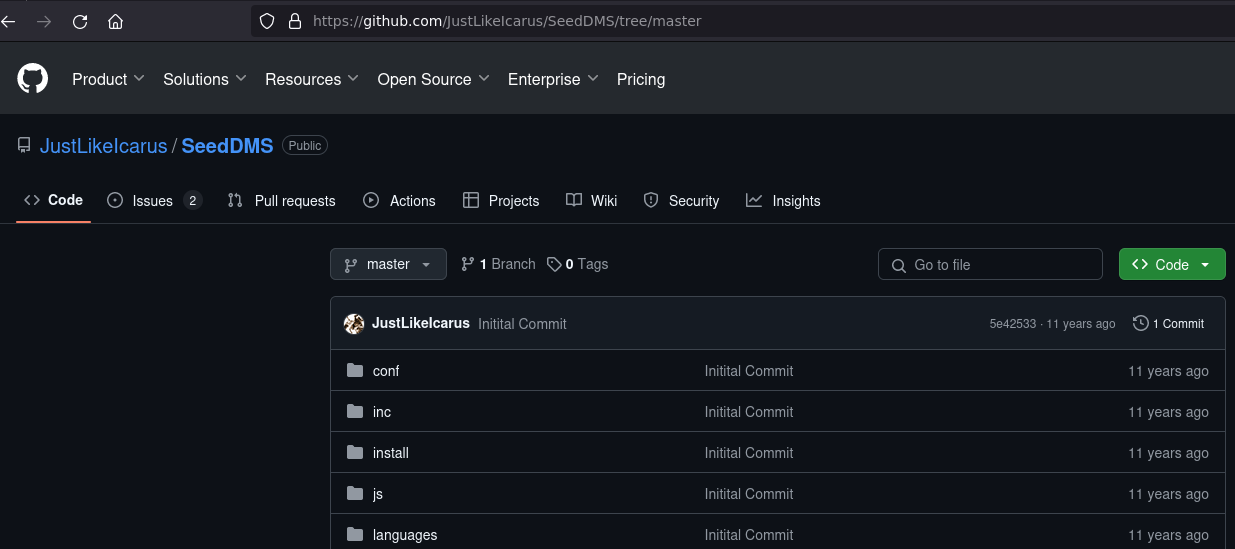 https://github.com/JustLikeIcarus/SeedDMS/tree/master
Product Solutions Resources Open Source Enterprise Pricing
JustLikeIcarus / SeedDMS Public
Code Issues 2 Pull requests Actions Projects Wiki Security Insights
master 1 Branch 0 Tags Go to file Code
JustLikeIcarus Initital Commit 5e42533 · 11 years ago 1 Commit
conf Initital Commit 11 years ago
inc Initital Commit 11 years ago
install Initital Commit 11 years ago
js Initital Commit 11 years ago
languages Initital Commit 11 years ago